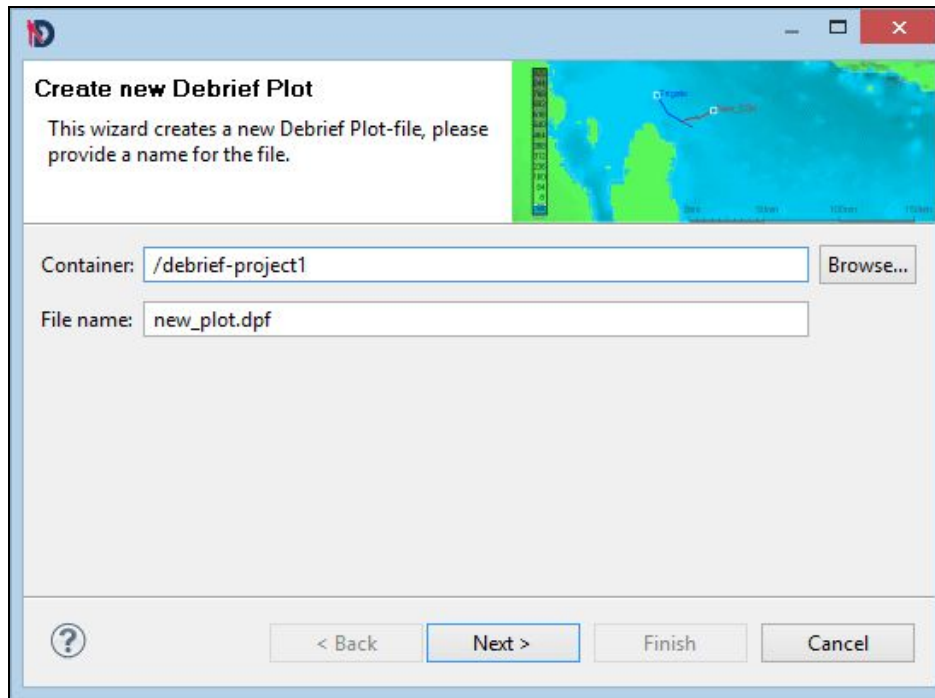 Create new Debrief Plot
This wizard creates a new Debrief Plot-file, please
provide a name for the file.
Container: /debrief-project1 Browse...
File name: new_plot.dpf
? < Back Next > Finish Cancel